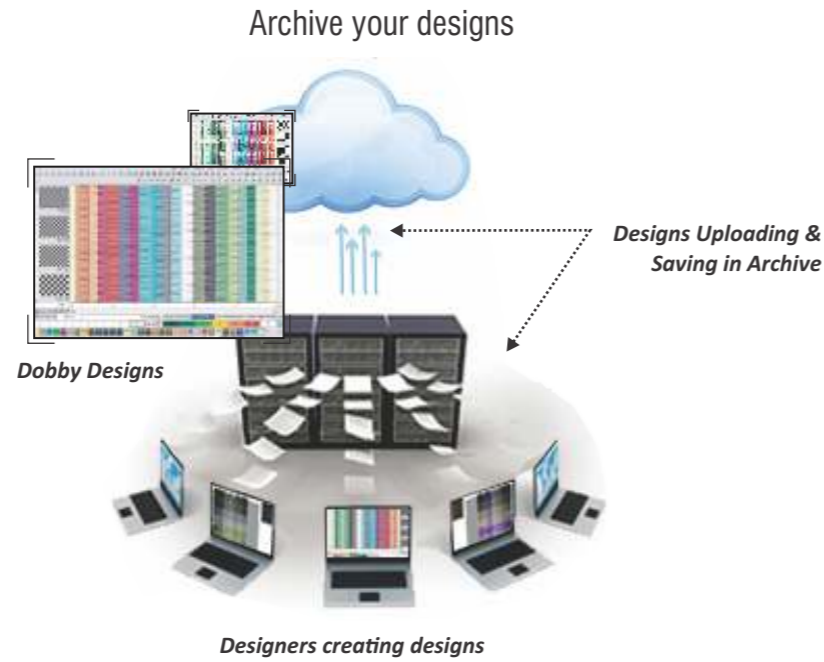 Archive your designs
Designs Uploading &
Saving in Archive
Dobby Designs
Designers creating designs